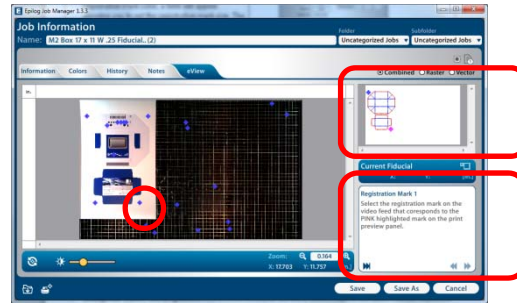 Epilog Job Manager 1.3.3
Job Information
Name: M2 Box 17 x 11 W .25 Fiducial.. (2)
Folder
Uncategorized Jobs
Subfolder
Uncategorized Jobs
Information Colors History Notes eView
Combined Raster Vector
in.
Current Fiducial
X: Y: (in.)
Registration Mark 1
Select the registration mark on the
video feed that coresponds to the
PINK highlighted mark on the print
preview panel.
Zoom: 0.164
X: 17.703 Y: 11.757
Save Save As Cancel